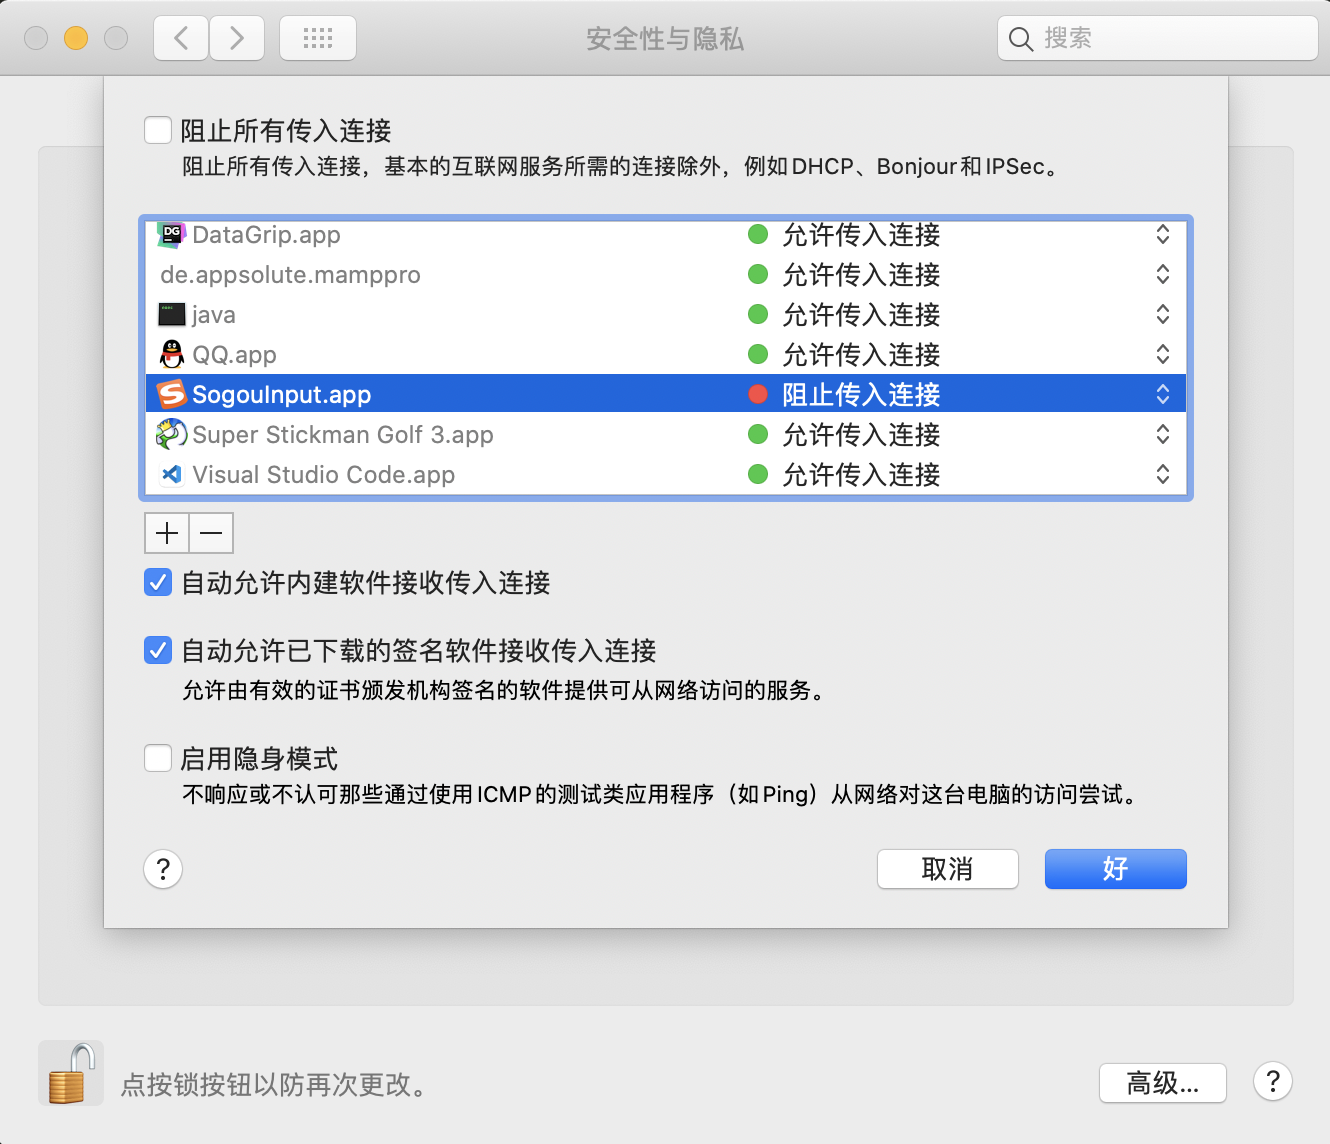 安全性与隐私
搜索
阻止所有传入连接
阻止所有传入连接，基本的互联网服务所需的连接除外，例如DHCP、Bonjour和IPSec。
DG DataGrip.app 允许传入连接
de.appsolute.mamppro 允许传入连接
java 允许传入连接
QQ.app 允许传入连接
SogouInput.app 阻止传入连接
Super Stickman Golf 3.app 允许传入连接
Visual Studio Code.app 允许传入连接
自动允许内建软件接收传入连接
自动允许已下载的签名软件接收传入连接
允许由有效的证书颁发机构签名的软件提供可从网络访问的服务。
启用隐身模式
不响应或不认可那些通过使用ICMP的测试类应用程序（如Ping）从网络对这台电脑的访问尝试。
? 取消 好
点按锁按钮以防再次更改。 高级... ?